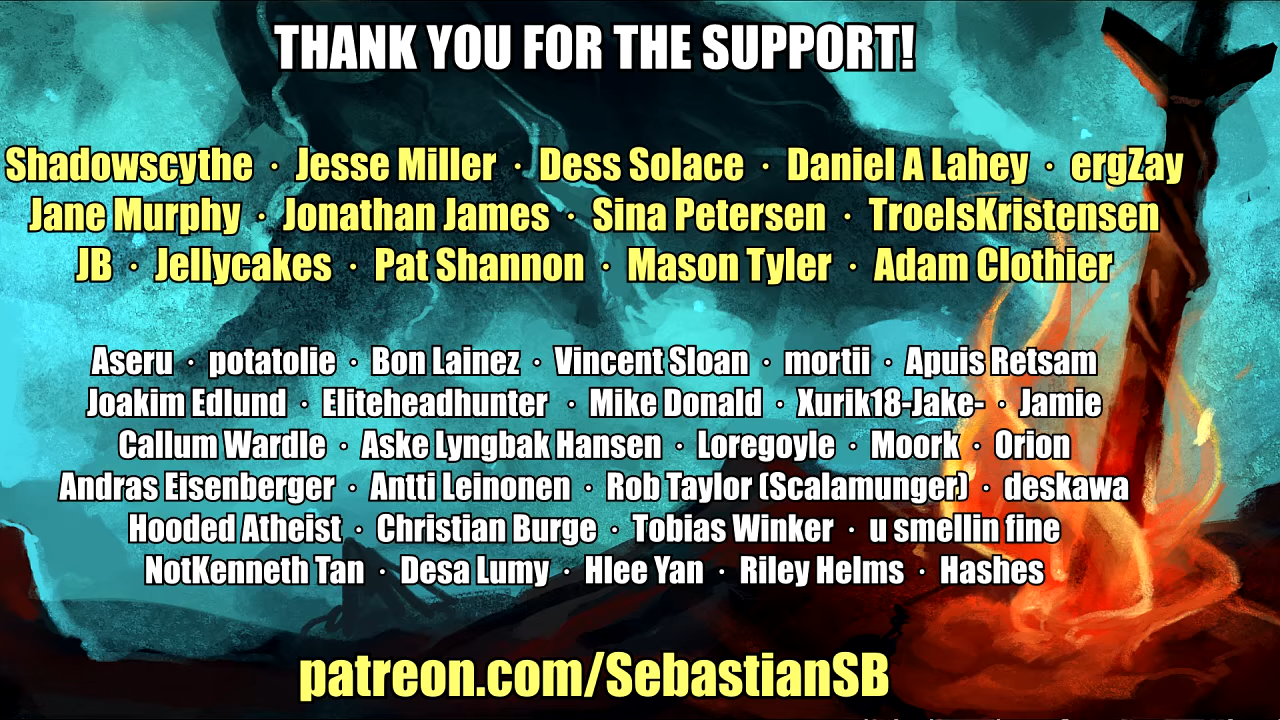 THANK YOU FOR THE SUPPORT!
Shadowscythe · Jesse Miller · Dess Solace · Daniel A Lahey · ergZay
Jane Murphy · Jonathan James · Sina Petersen · TroelsKristensen
JB · Jellycakes · Pat Shannon · Mason Tyler · Adam Clothier
Aseru · potatolie · Bon Lainez · Vincent Sloan · mortii · Apuis Retsam
Joakim Edlund · Eliteheadhunter · Mike Donald · Xurik18-Jake- · Jamie
Callum Wardle · Aske Lyngbak Hansen · Loregoyle · Moork · Orion
Andras Eisenberger · Antti Leinonen · Rob Taylor (Scalamunger) · deskawa
Hooded Atheist · Christian Burge · Tobias Winker · u smellin fine
NotKenneth Tan · Desa Lumy · Hlee Yan · Riley Helms · Hashes
patreon.com/SebastianSB